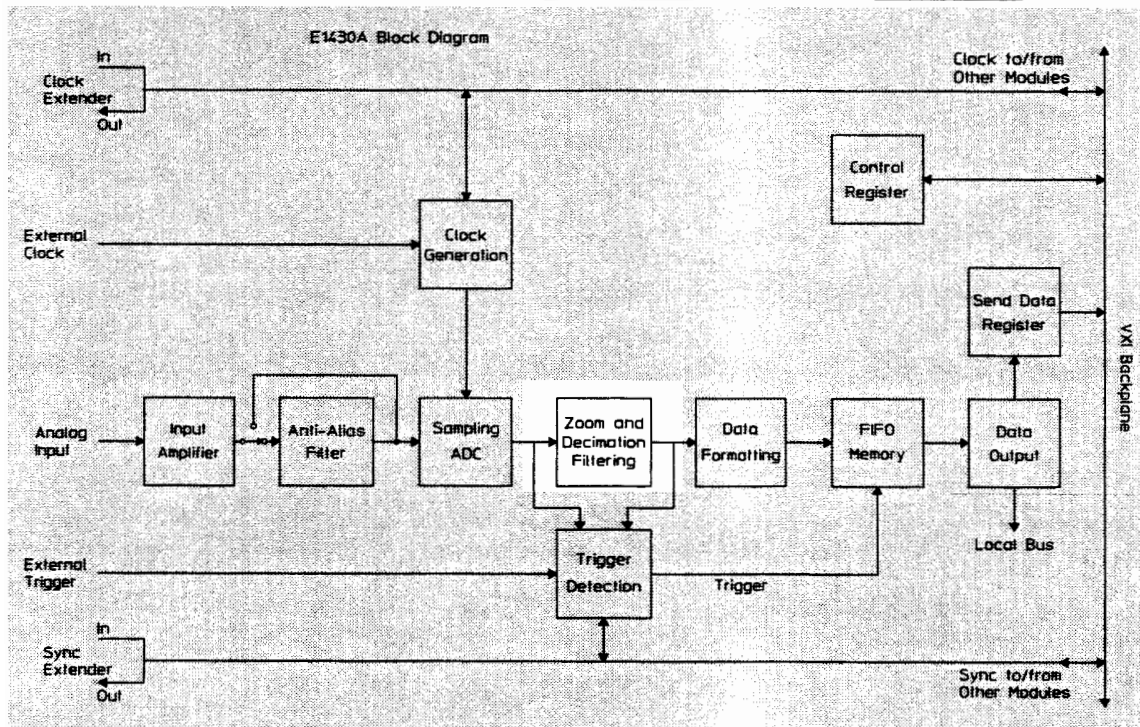 E1430A Block Diagram
In
Clock
Extender
Out
Clock to/from
Other Modules
Control
Register
External
Clock
Clock
Generation
Send Data
Register
VXI Backplane
Analog
Input
Input
Amplifier
Anti-Alias
Filter
Sampling
ADC
Zoom and
Decimation
Filtering
Data
Formatting
FIFO
Memory
Data
Output
Local Bus
External
Trigger
Trigger
Detection
Trigger
In
Sync
Extender
Out
Sync to/from
Other Modules